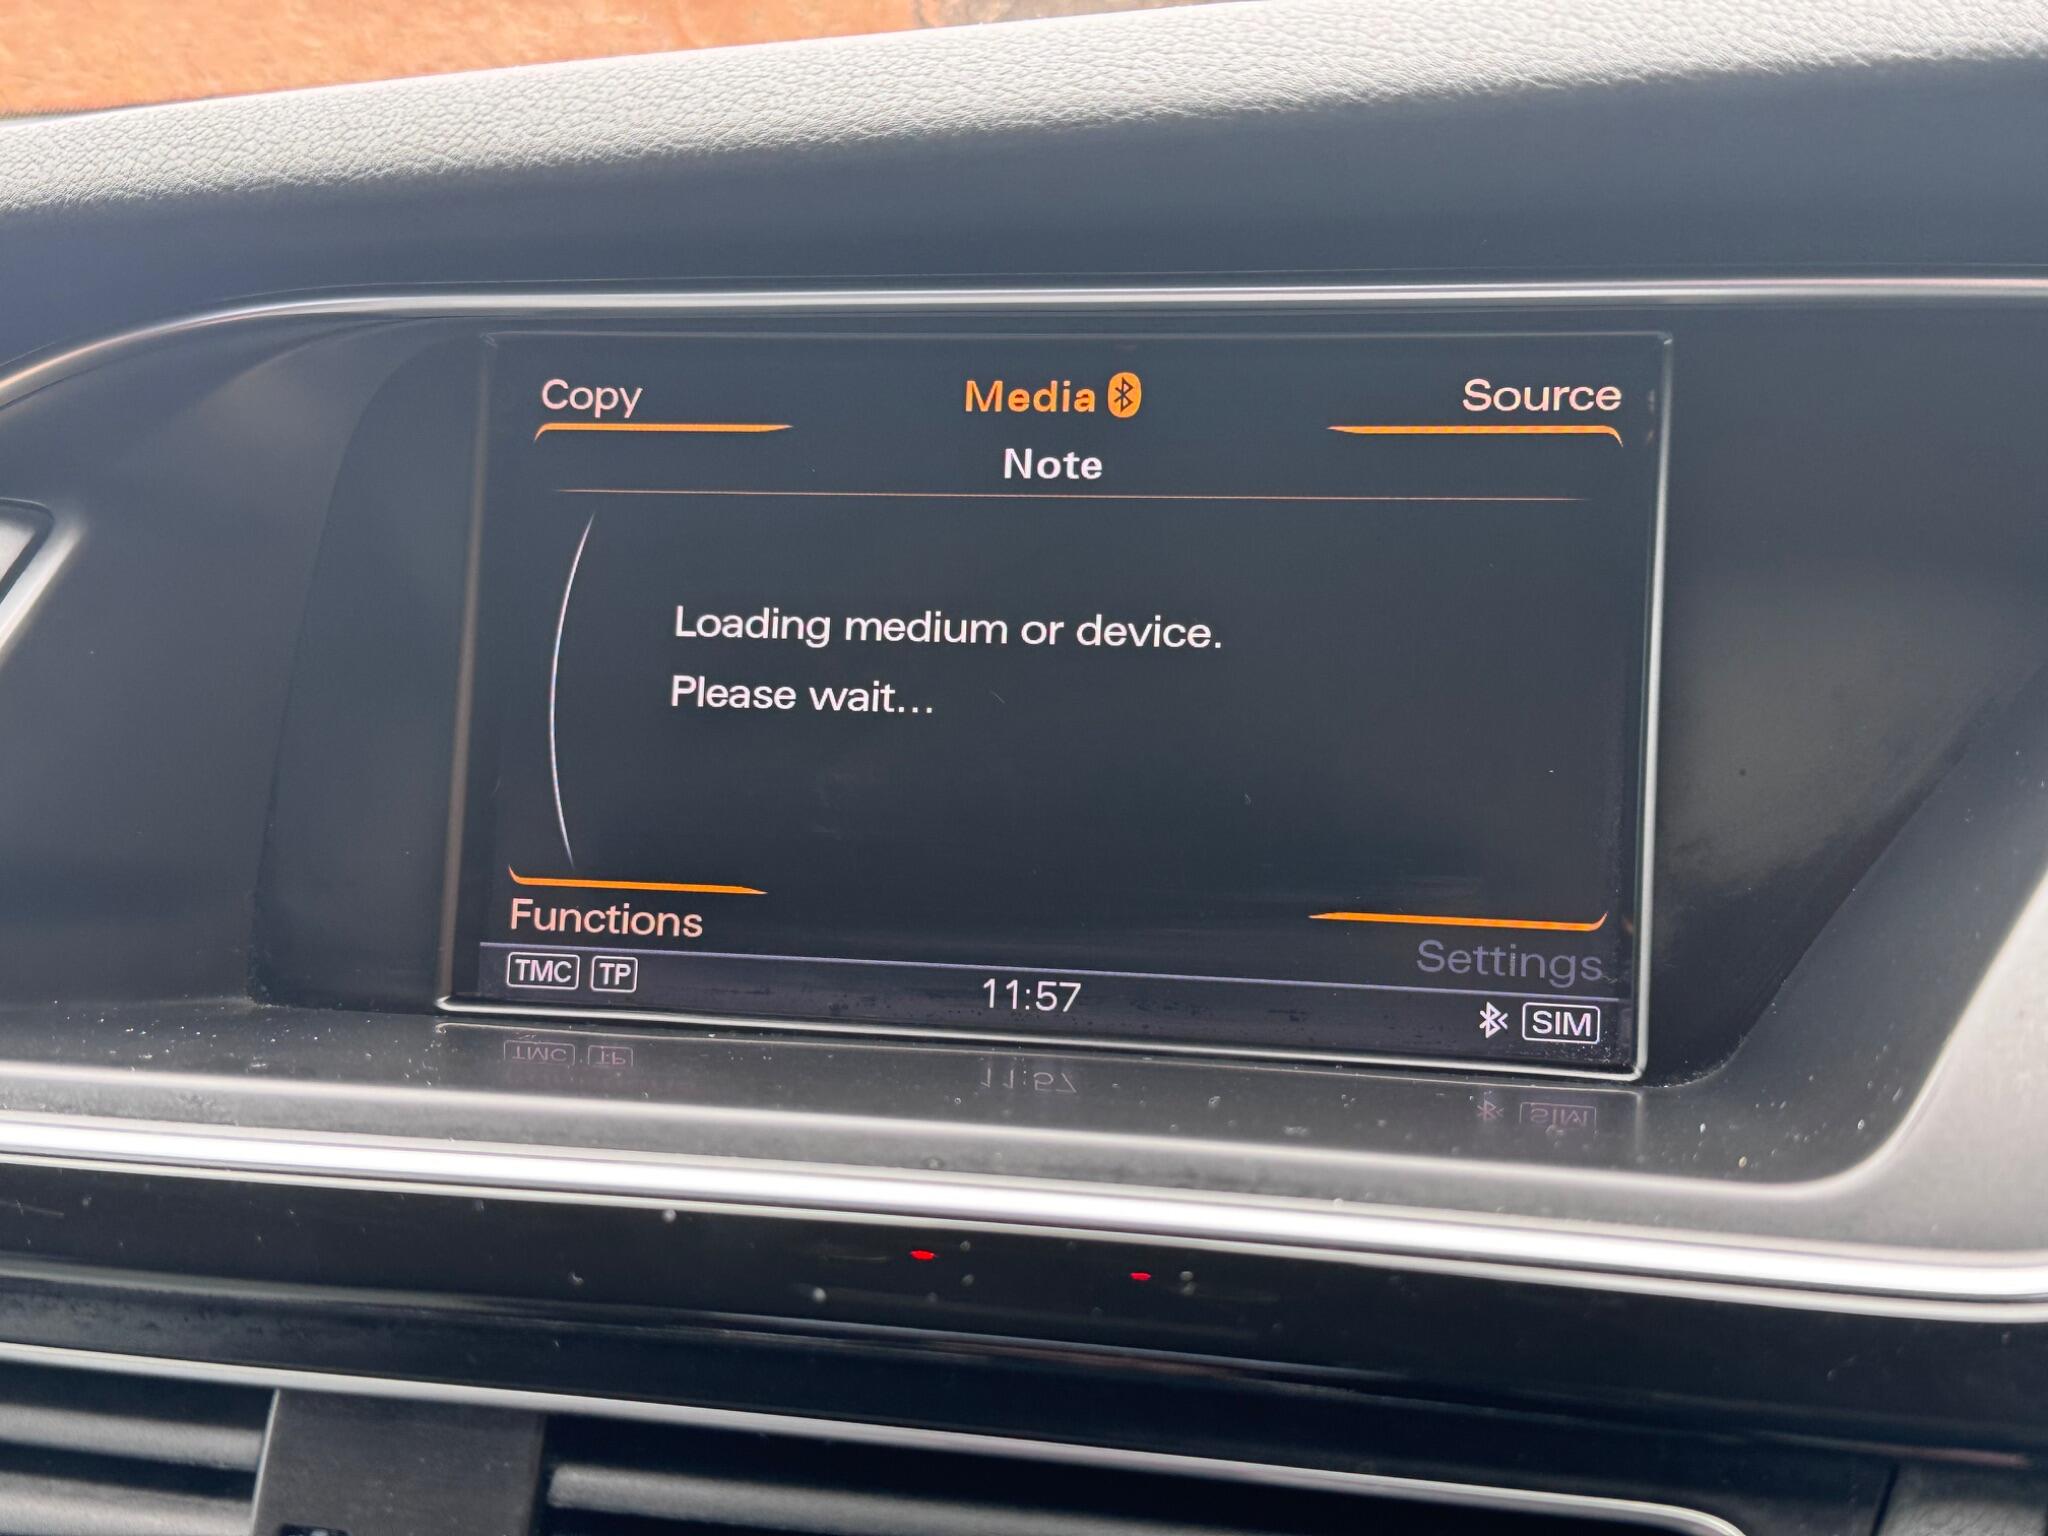 Copy
Media
Source
Note
Loading medium or device.
Please wait...
Functions
Settings
TMC TP
11:57
SIM